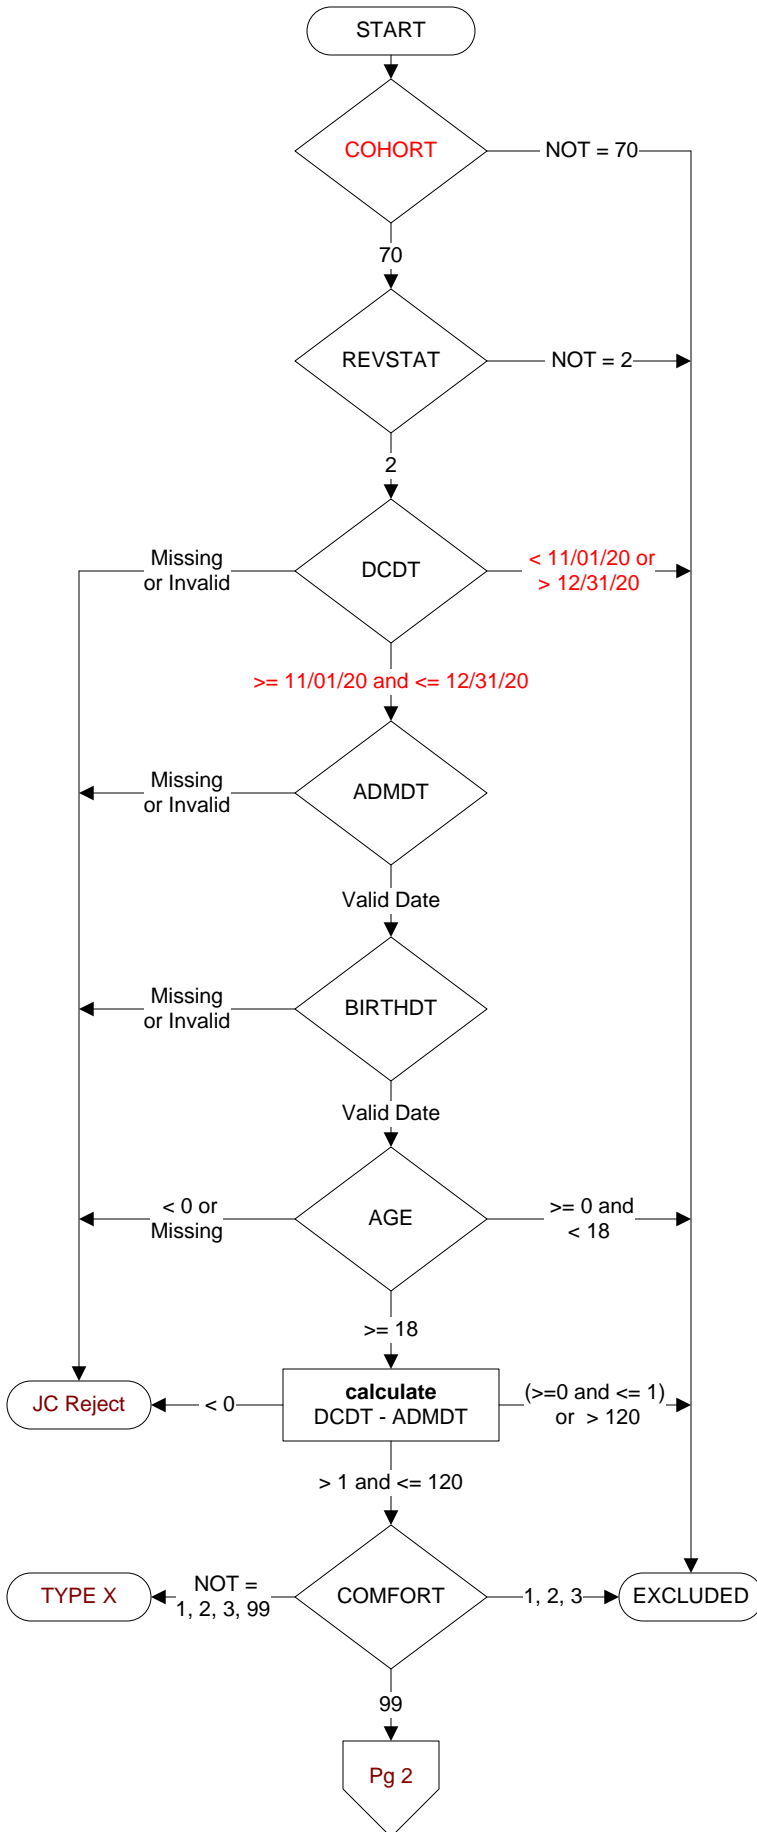 START
COHORT
NOT = 70
70
REVSTAT
NOT = 2
2
Missing
or Invalid
DCDT
< 11/01/20 or
> 12/31/20
>= 11/01/20 and <= 12/31/20
Missing
or Invalid
ADMDT
Valid Date
Missing
or Invalid
BIRTHDT
Valid Date
< 0 or
Missing
AGE
>= 0 and
< 18
>= 18
JC Reject
< 0
calculate
DCDT - ADMDT
(>=0 and <= 1)
or > 120
> 1 and <= 120
TYPE X
NOT =
1, 2, 3, 99
COMFORT
1, 2, 3
EXCLUDED
99
Pg 2